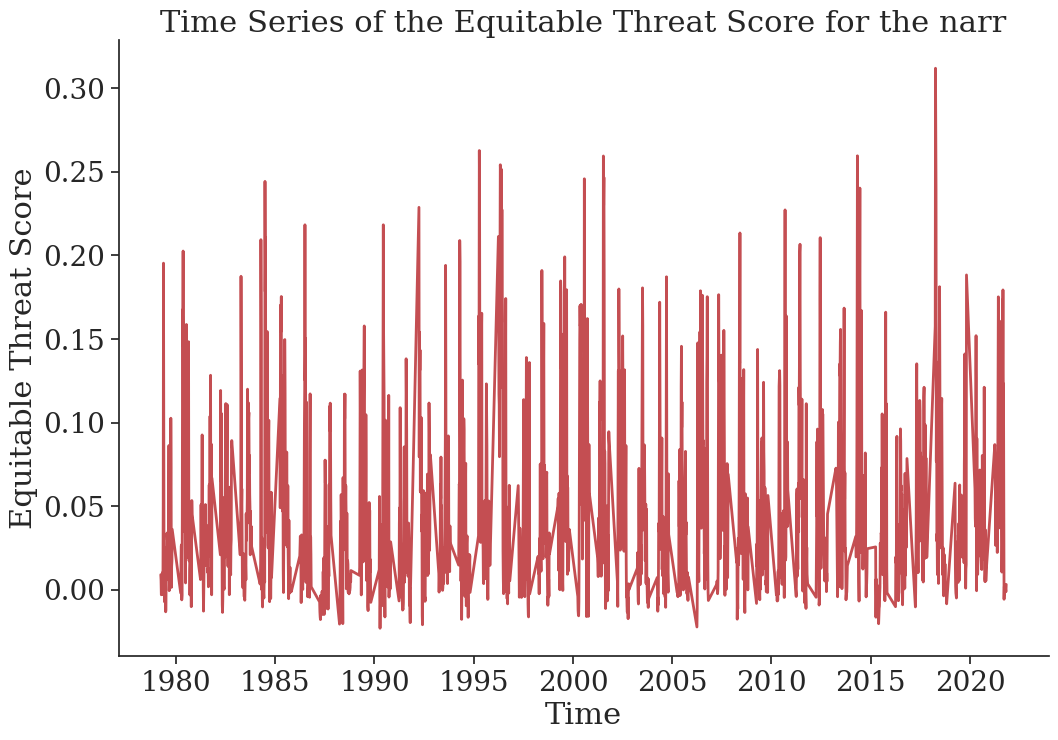 Time Series of the Equitable Threat Score for the narr
Equitable Threat Score
0.30
0.25
0.20
0.15
0.10
0.05
0.00
1980 1985 1990 1995 2000 2005 2010 2015 2020
Time